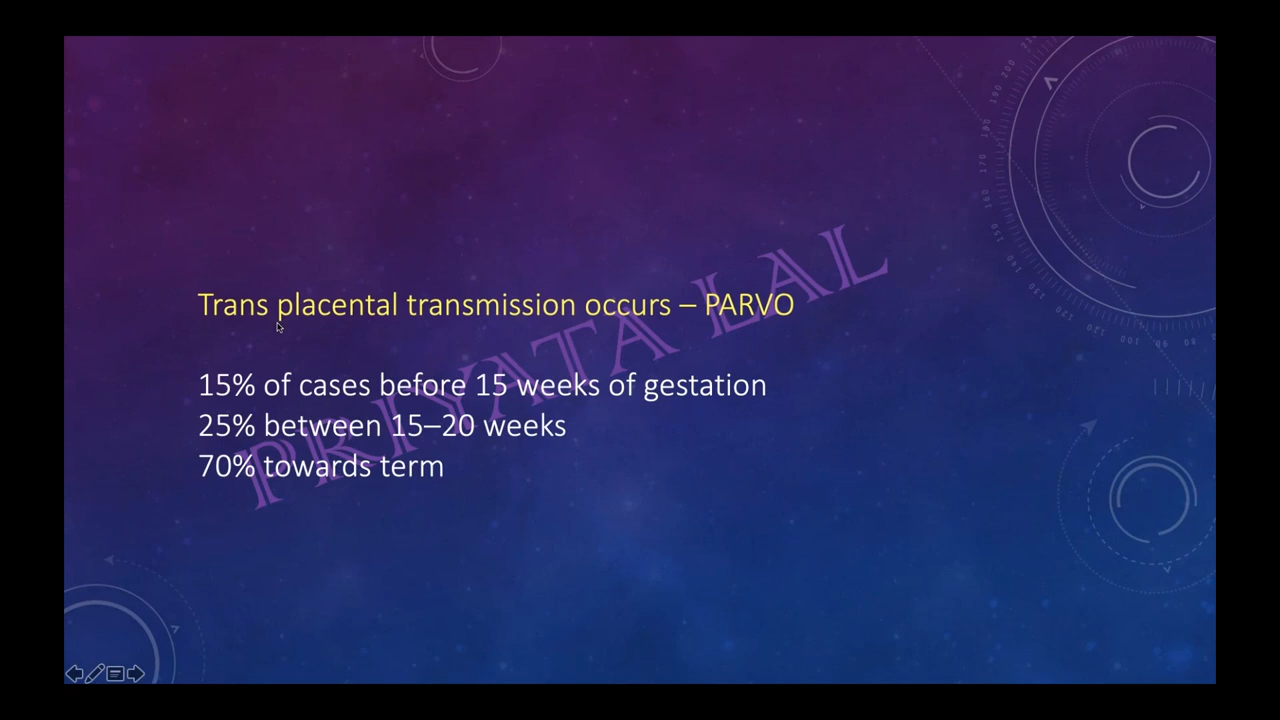 Trans placental transmission occurs – PARVO
15% of cases before 15 weeks of gestation
25% between 15–20 weeks
70% towards term
PRIYATA LAL